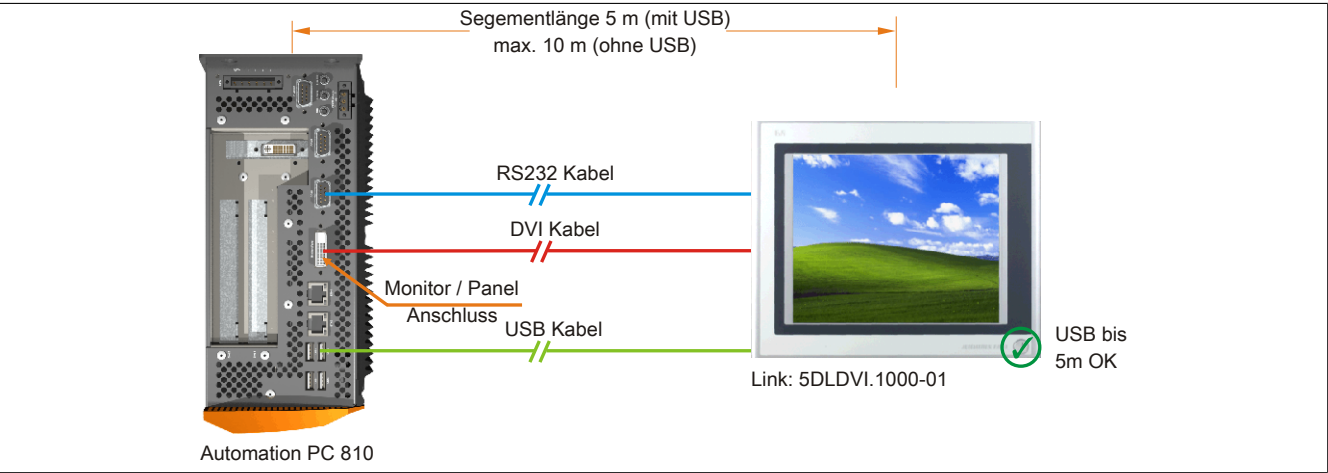 Segementlänge 5 m (mit USB)
max. 10 m (ohne USB)
RS232 Kabel
DVI Kabel
Monitor / Panel
Anschluss
USB Kabel
USB bis
5m OK
Link: 5DLDVI.1000-01
Automation PC 810